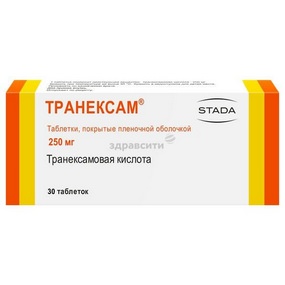 ТРАНЕКСАМ®
STADA
Таблетки, покрытые пленочной оболочкой
250 мг
здравсити
Транексамовая кислота
30 таблеток